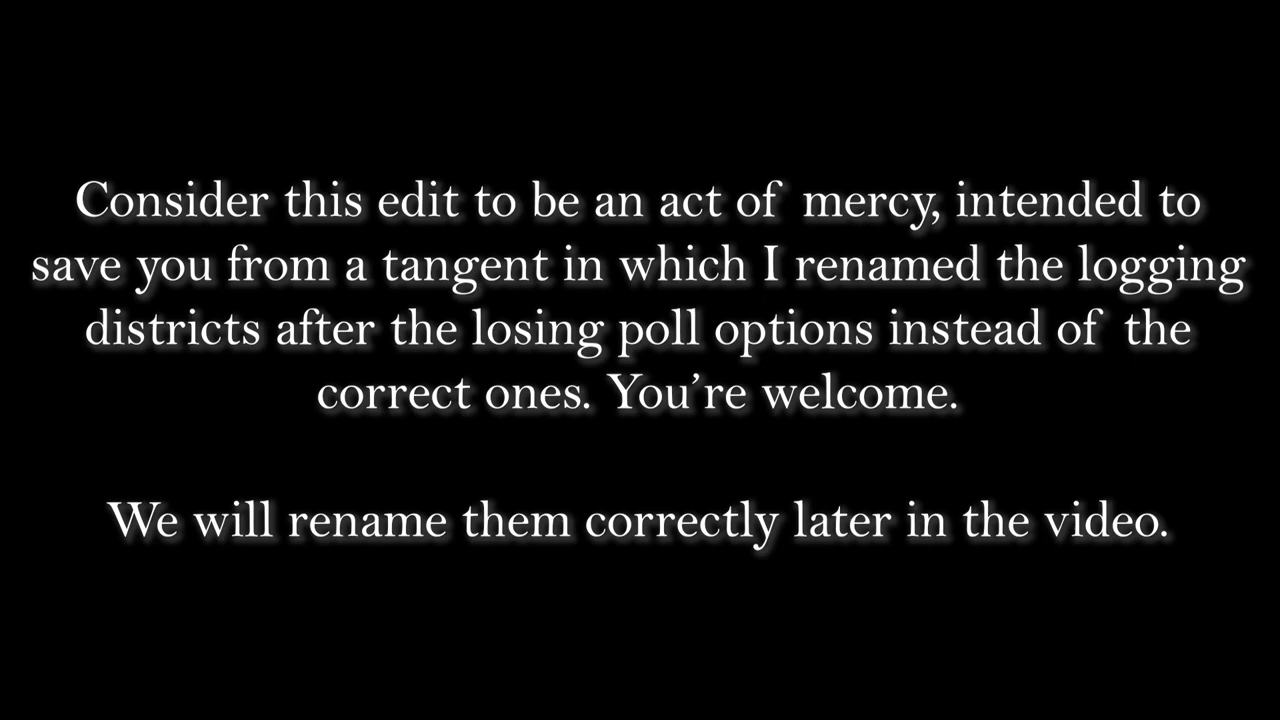 Consider this edit to be an act of mercy, intended to
save you from a tangent in which I renamed the logging
districts after the losing poll options instead of the
correct ones. You’re welcome.
We will rename them correctly later in the video.